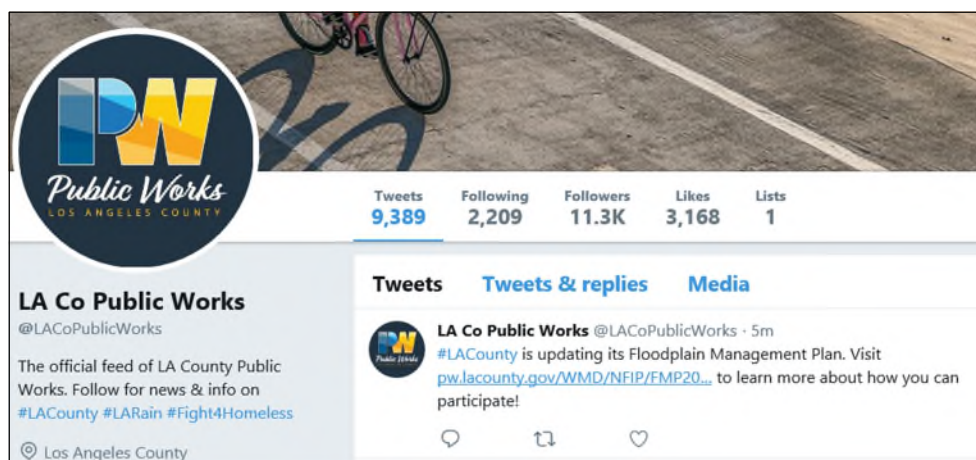 PW
Public Works
LOS ANGELES COUNTY
Tweets Following Followers Likes Lists
9,389 2,209 11.3K 3,168 1
LA Co Public Works
@LACoPublicWorks
The official feed of LA County Public
Works. Follow for news & info on
#LACounty #LARain #Fight4Homeless
Los Angeles County
Tweets Tweets & replies Media
PW
Public Works
LA Co Public Works @LACoPublicWorks · 5m
#LACounty is updating its Floodplain Management Plan. Visit
pw.lacounty.gov/WMD/NFIP/FMP20... to learn more about how you can
participate!